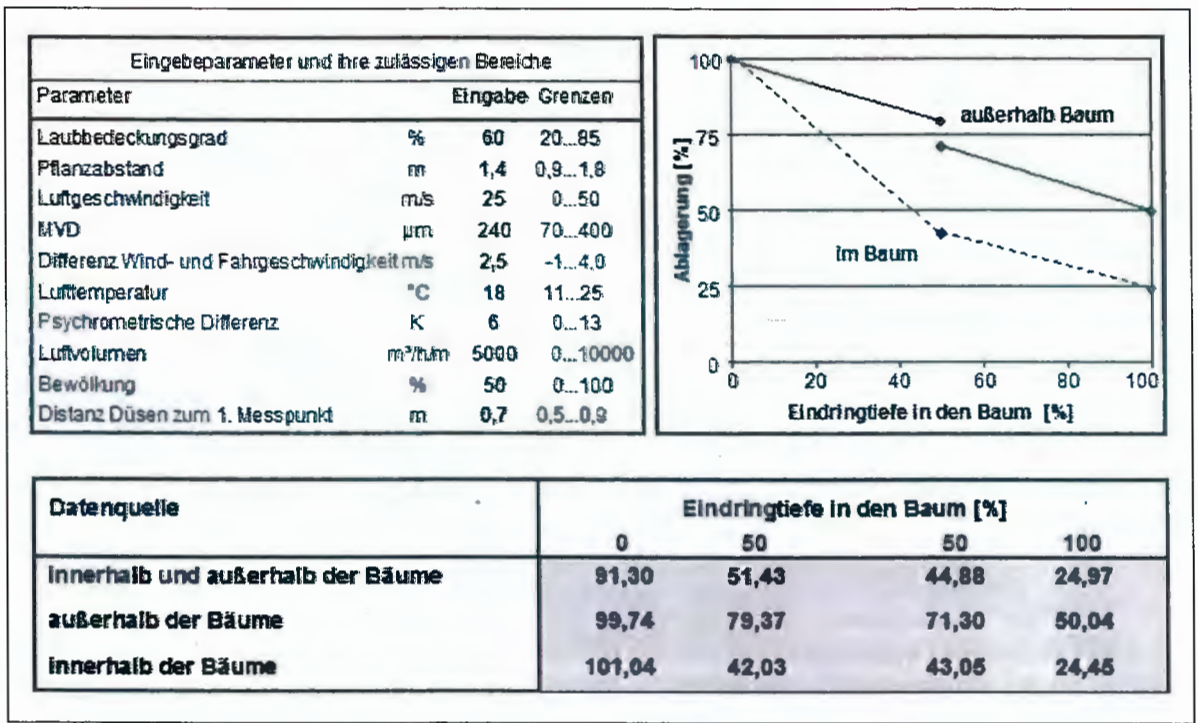 Eingebeparameter und ihre zulässigen Bereiche
Parameter Eingabe Grenzen
Laubbedeckungsgrad % 60 20...85
Pflanzabstand m 1,4 0,9...1,8
Luftgeschwindigkeit m/s 25 0...50
MVD µm 240 70...400
Differenz Wind- und Fahrgeschwindigkeit m/s 2,5 -1...4,0
Lufttemperatur °C 18 11...25
Psychrometrische Differenz K 6 0...13
Luftvolumen m³/h/m 5000 0...10000
Bewölkung % 50 0...100
Distanz Düsen zum 1. Messpunkt m 0,7 0,5...0,9
Ablagerung [%]
100
75
50
25
0
außerhalb Baum
im Baum
0 20 40 60 80 100
Eindringtiefe in den Baum [%]
Datenquelle Eindringtiefe in den Baum [%]
0 50 50 100
innerhalb und außerhalb der Bäume 91,30 51,43 44,88 24,97
außerhalb der Bäume 99,74 79,37 71,30 50,04
innerhalb der Bäume 101,04 42,03 43,05 24,45